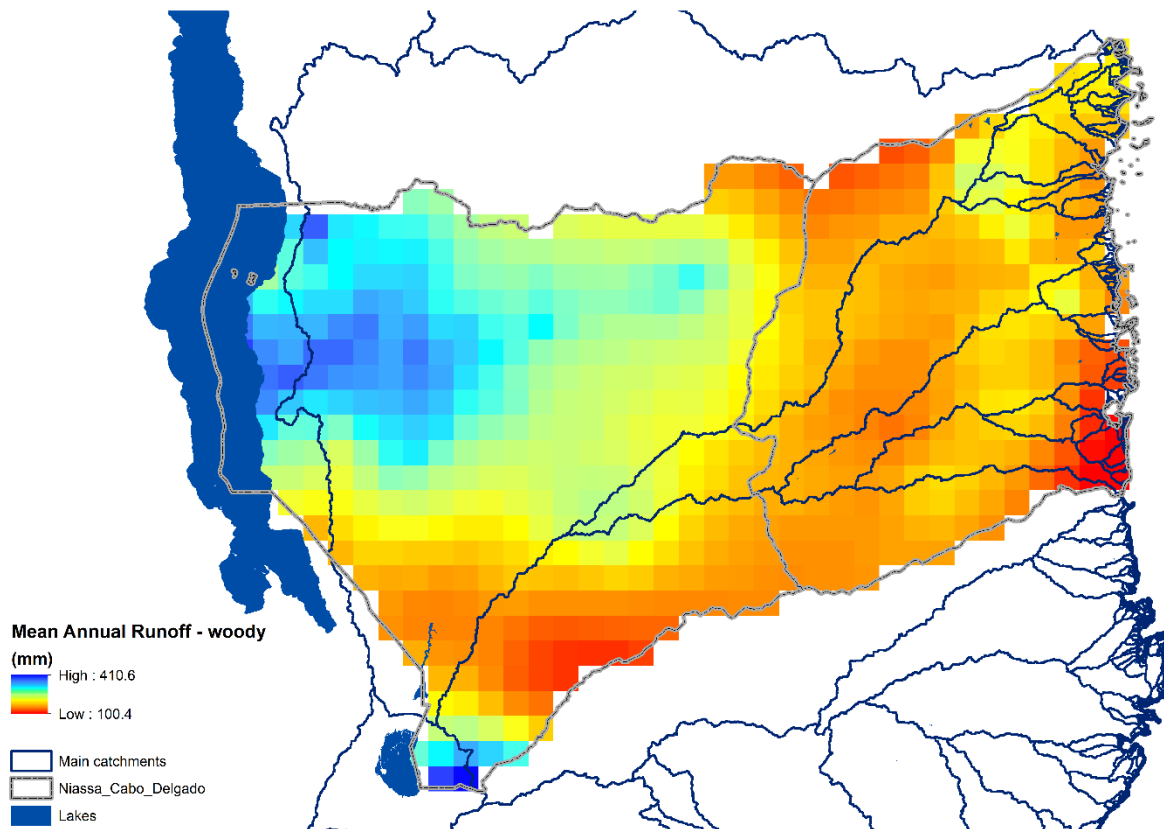 Mean Annual Runoff - woody
(mm)
High : 410.6
Low : 100.4
Main catchments
Niassa_Cabo_Delgado
Lakes